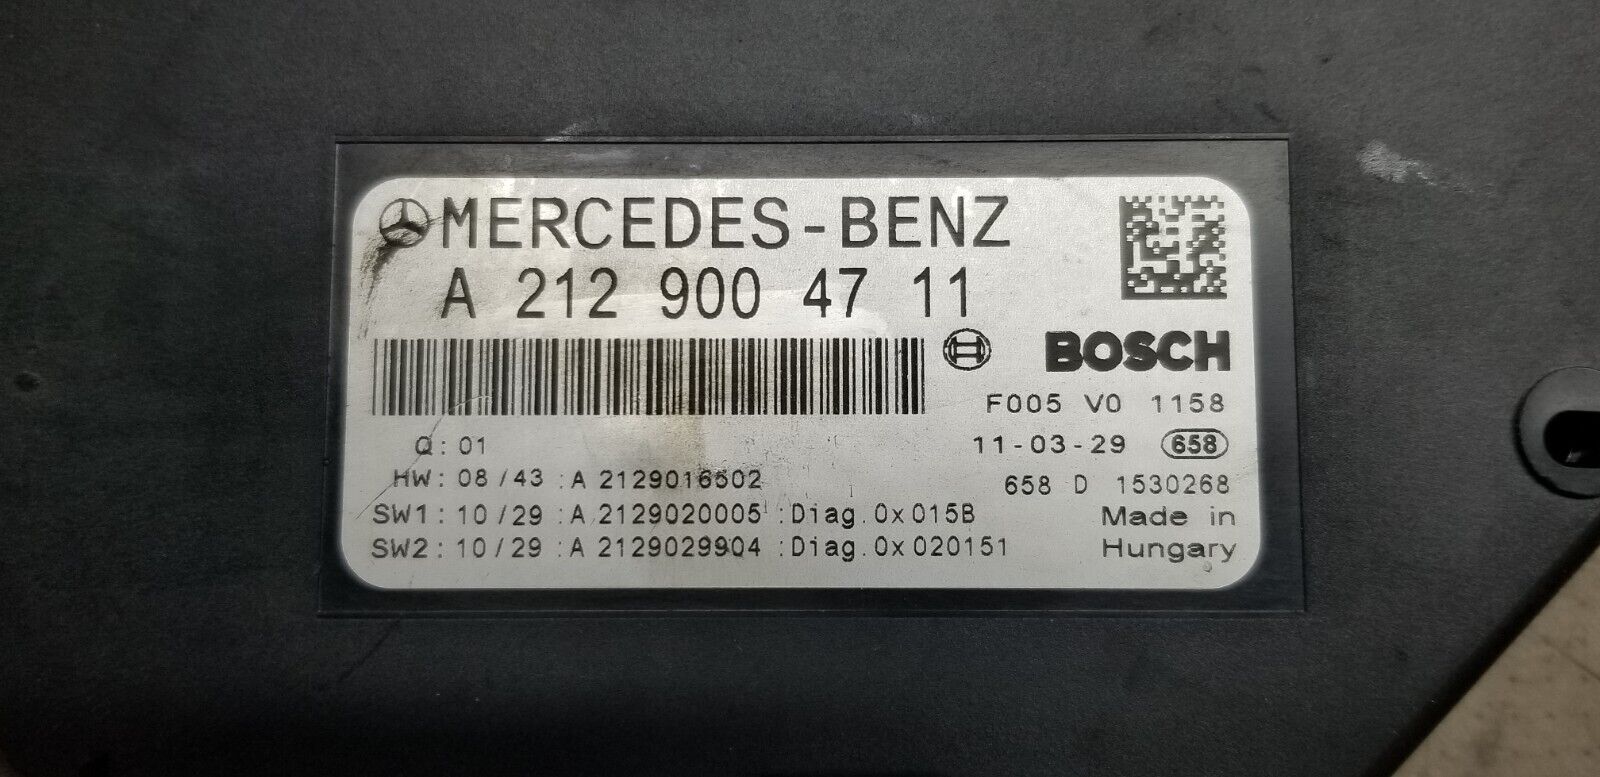 MERCEDES-BENZ
A 212 900 47 11
BOSCH
F005 V0 1158
Q: 01
11-03-29 658
HW: 08/43 :A 2129016502
658 D 1530268
SW1: 10/29 :A 2129020005 :Diag.0x015B
Made in
SW2: 10/29 :A 2129029904 :Diag.0x020151
Hungary